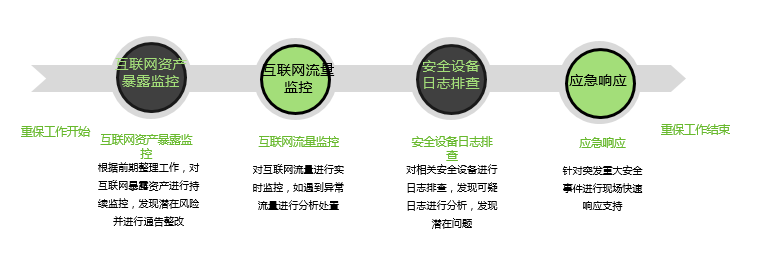 互联网资产
暴露监控
互联网流量
监控
安全设备
日志排查
应急响应
重保工作开始
互联网资产暴露监
控
根据前期整理工作，对
互联网暴露资产进行持
续监控，发现潜在风险
并进行通告整改
互联网流量监控
对互联网流量进行实
时监控，如遇到异常
流量进行分析处置
安全设备日志排
查
对相关安全设备进行
日志排查，发现可疑
日志进行分析，发现
潜在问题
应急响应
针对突发重大安全
事件进行现场快速
响应支持
重保工作结束